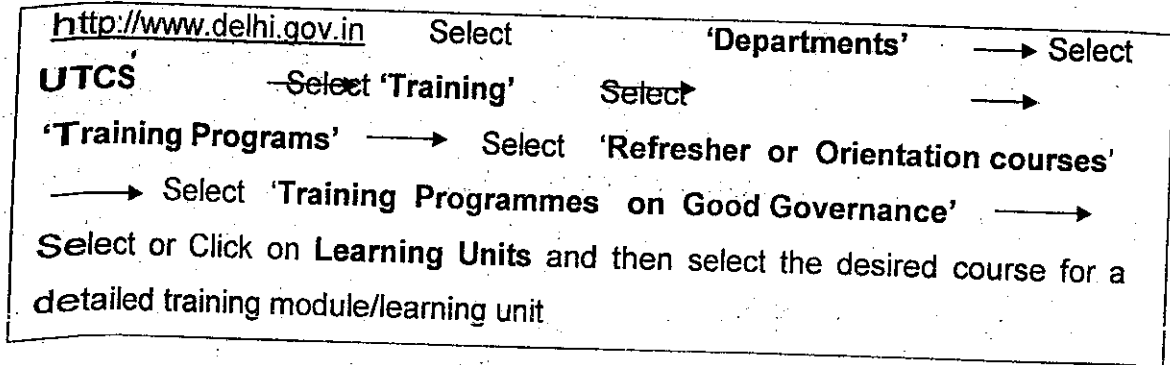 http://www.delhi.gov.in Select 'Departments' → Select
UTCS Select 'Training' Select →
'Training Programs' → Select 'Refresher or Orientation courses'
→ Select 'Training Programmes on Good Governance' →
Select or Click on Learning Units and then select the desired course for a
detailed training module/learning unit